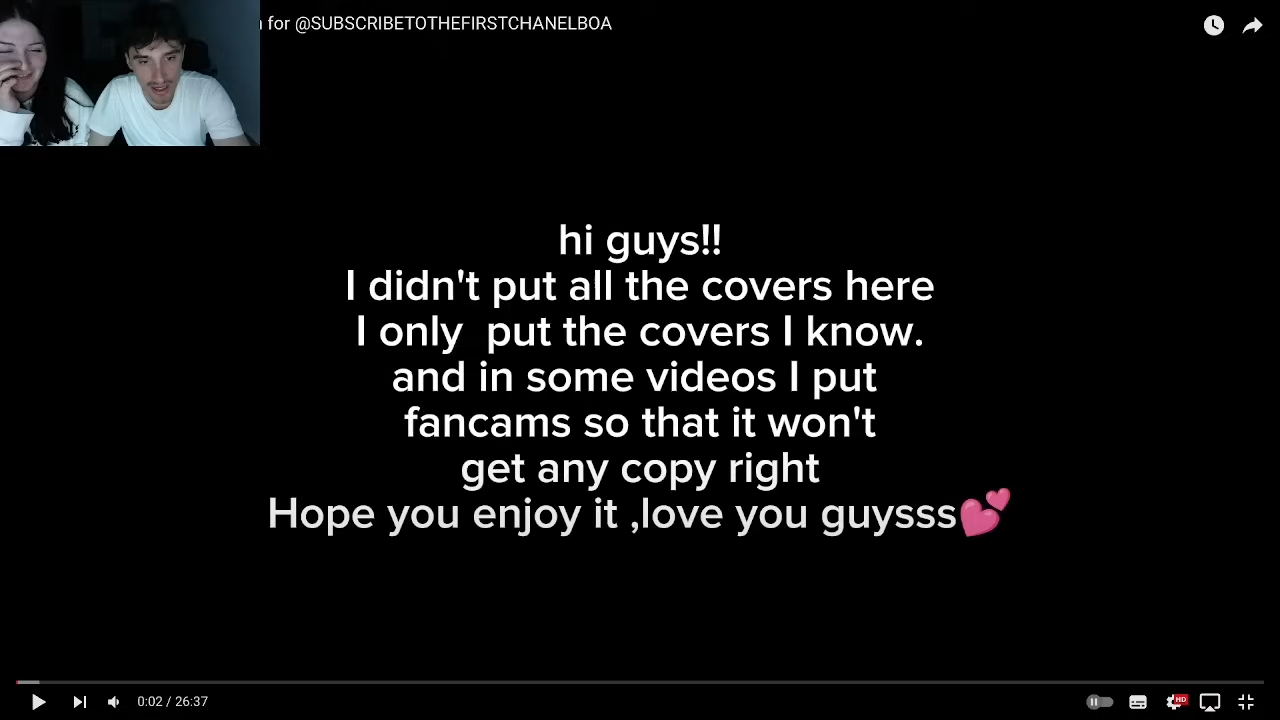 for @SUBSCRIBETOTHEFIRSTCHANELBOA
hi guys!!
I didn't put all the covers here
I only put the covers I know.
and in some videos I put
fancams so that it won't
get any copy right
Hope you enjoy it ,love you guysss💕
0:02 / 26:37
HD